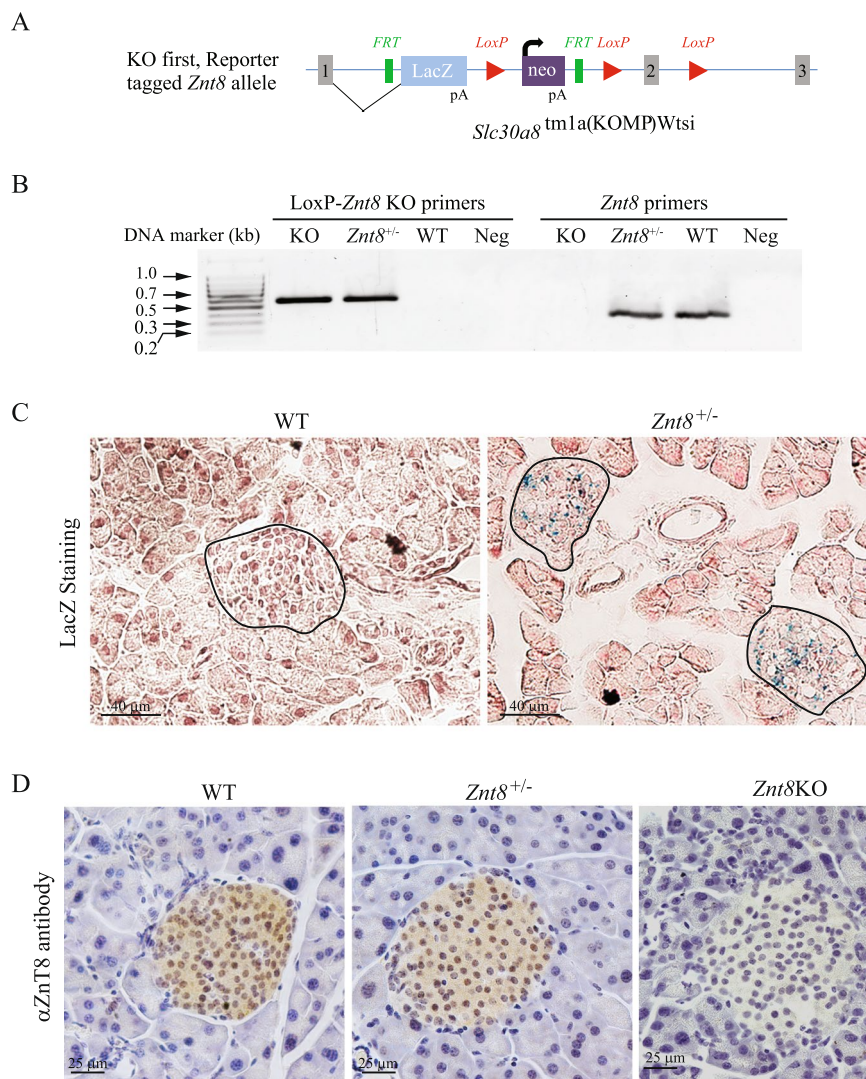 A
FRT LoxP FRT LoxP LoxP
KO first, Reporter
tagged Znt8 allele
1 LacZ neo 2 3
pA pA
Slc30a8 tm1a(KOMP)Wtsi
B
LoxP-Znt8 KO primers Znt8 primers
DNA marker (kb) KO Znt8+/- WT Neg KO Znt8+/- WT Neg
1.0
0.7
0.5
0.3
0.2
C
WT Znt8+/-
LacZ Staining
40 µm 40 µm
D
WT Znt8+/- Znt8KO
αZnT8 antibody
25 µm 25 µm 25 µm